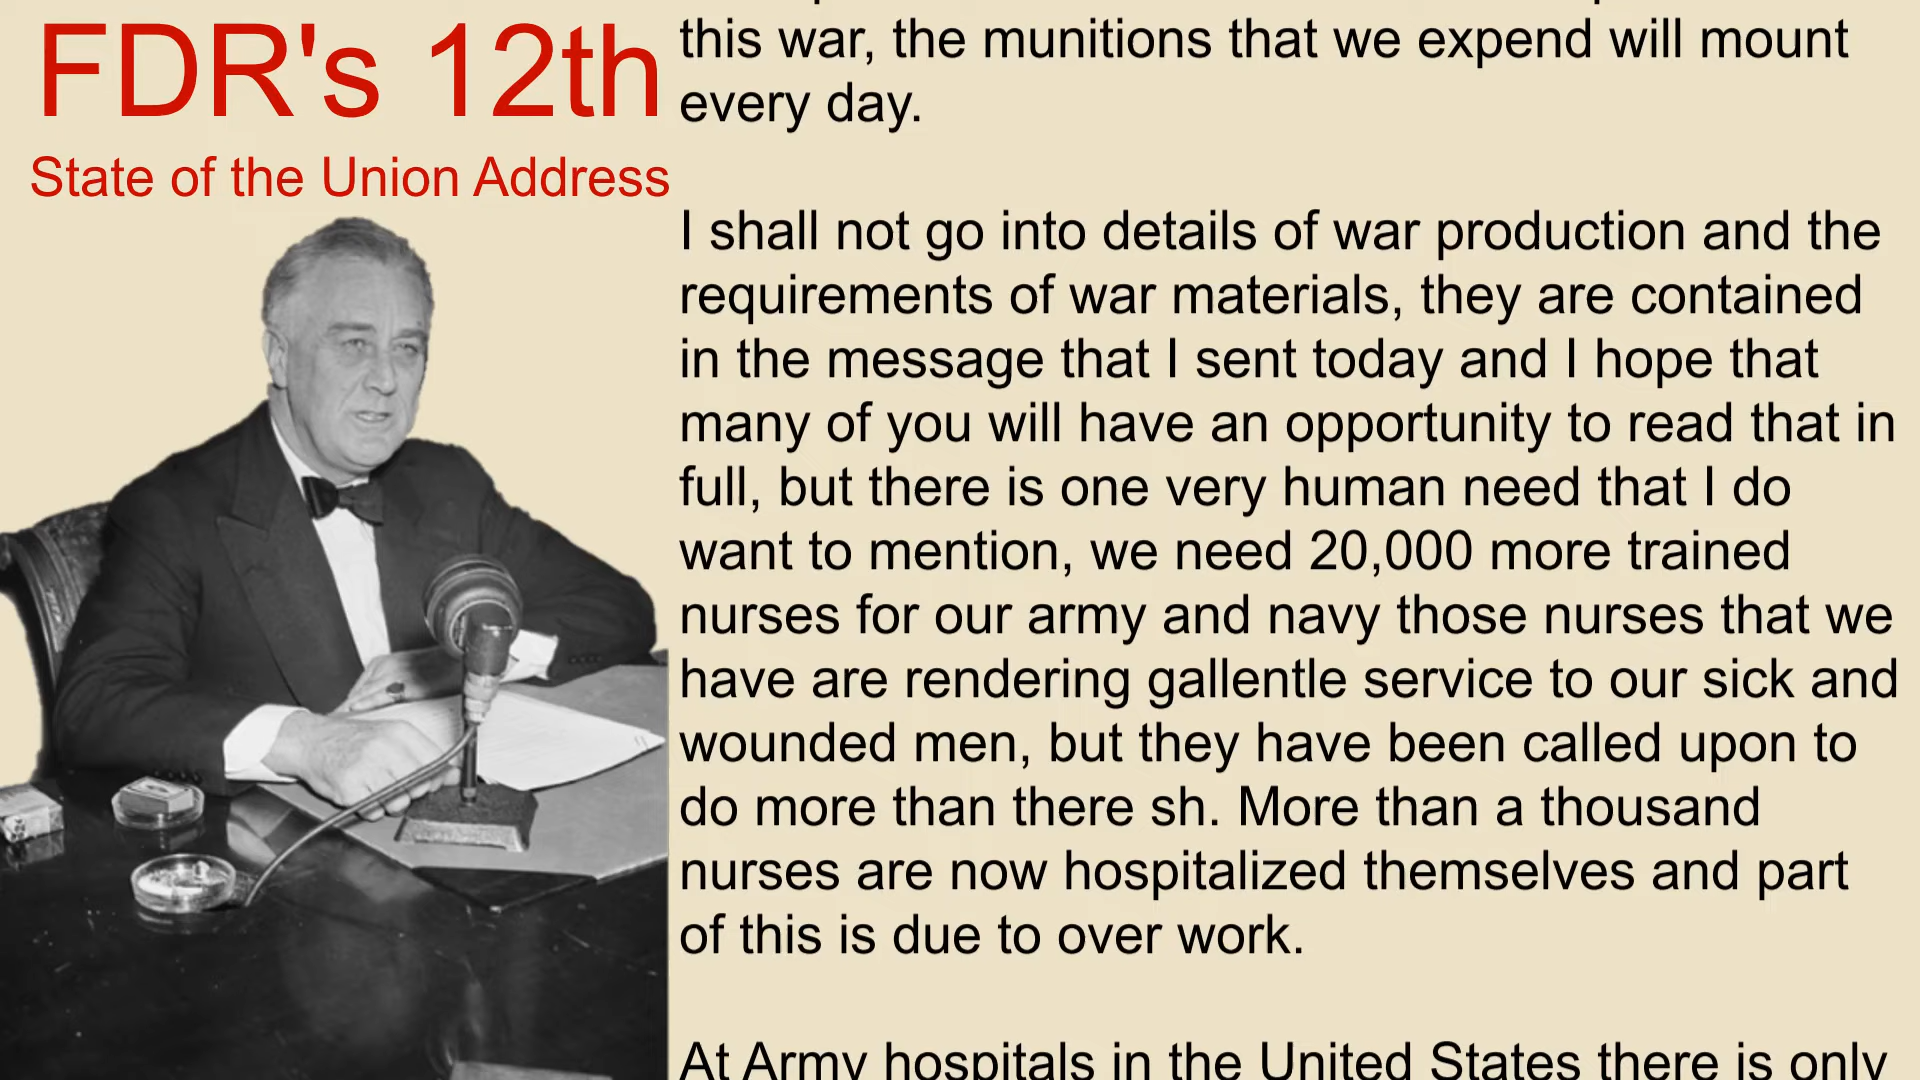 FDR's 12th
State of the Union Address
this war, the munitions that we expend will mount
every day.
I shall not go into details of war production and the
requirements of war materials, they are contained
in the message that I sent today and I hope that
many of you will have an opportunity to read that in
full, but there is one very human need that I do
want to mention, we need 20,000 more trained
nurses for our army and navy those nurses that we
have are rendering gallentle service to our sick and
wounded men, but they have been called upon to
do more than there sh. More than a thousand
nurses are now hospitalized themselves and part
of this is due to over work.
At Army hospitals in the United States there is only